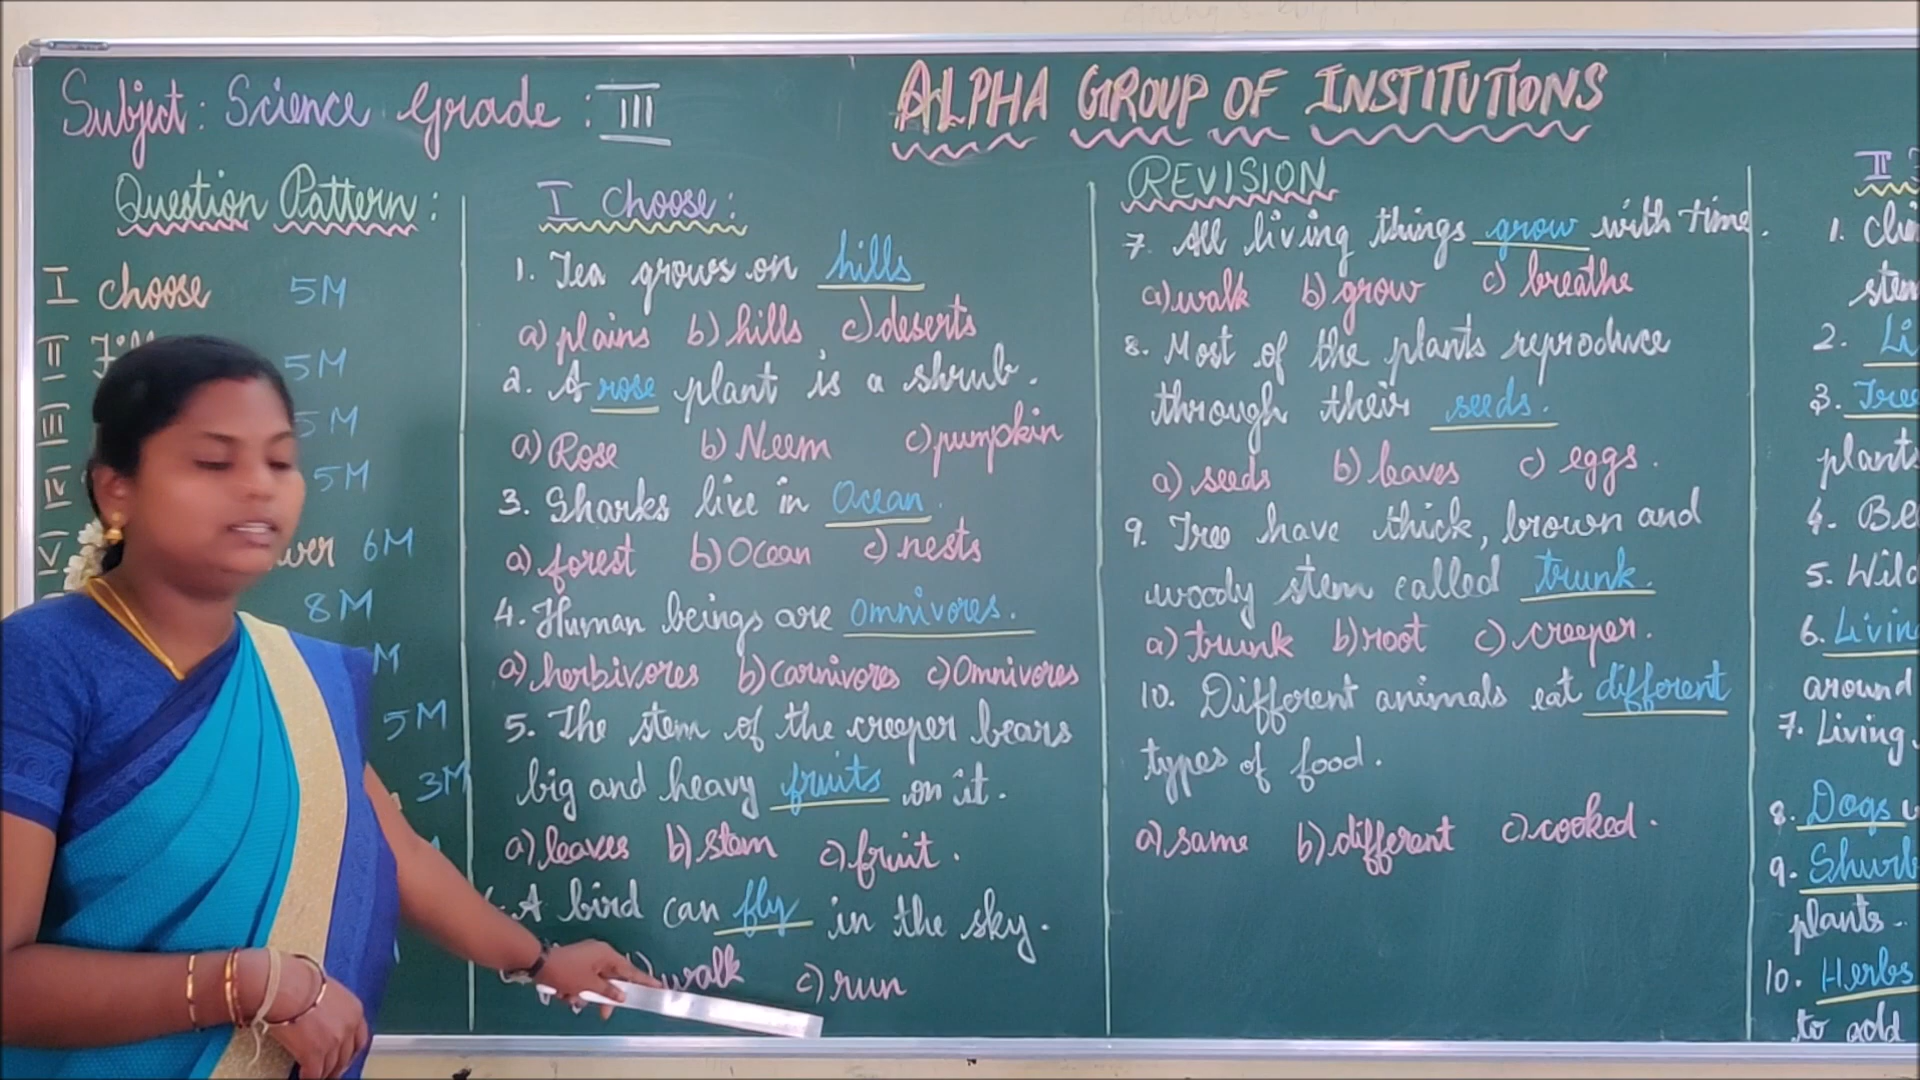 Subject: Science Grade: III
ALPHA GROUP OF INSTITUTIONS
Question Pattern:
I choose 5M
II 5M
III 5M
IV 5M
V 6M
8M
M
5M
3M
I choose:
1. Tea grows on hills
a) plains b) hills c) deserts
2. A rose plant is a shrub.
a) Rose b) Neem c) pumpkin
3. Sharks live in Ocean.
a) forest b) Ocean c) nests
4. Human beings are Omnivores.
a) herbivores b) carnivores c) Omnivores
5. The stem of the creeper bears
big and heavy fruits on it.
a) leaves b) stem c) fruit.
A bird can fly in the sky.
b) walk c) run
REVISION
7. All living things grow with time.
a) walk b) grow c) breathe
8. Most of the plants reproduce
through their seeds.
a) seeds b) leaves c) eggs.
9. Tree have thick, brown and
woody stem called trunk.
a) trunk b) root c) creeper.
10. Different animals eat different
types of food.
a) same b) different c) cooked.
II
1.
2.
3.
plants
4.
5.
6.
around
7. Living
8. Dogs
9.
plants.
10. Herbs
to